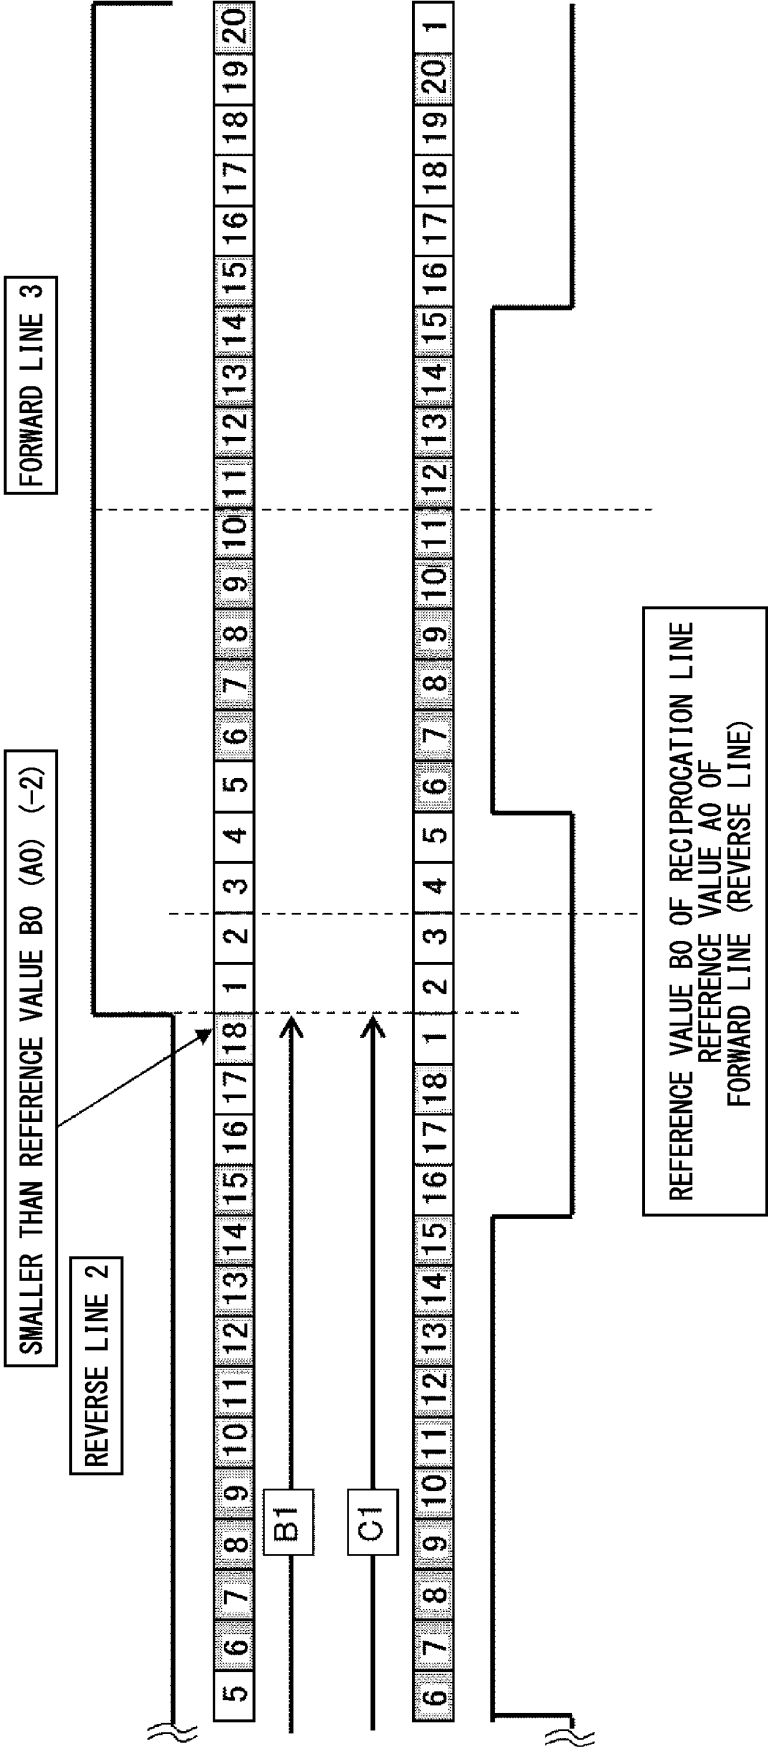 SMALLER THAN REFERENCE VALUE B0 (A0) (-2)
FORWARD LINE 3
REVERSE LINE 2
5 6 7 8 9 10 11 12 13 14 15 16 17 18 1 2 3 4 5 6 7 8 9 10 11 12 13 14 15 16 17 18 19 20
B1
C1
6 7 8 9 10 11 12 13 14 15 16 17 18 1 2 3 4 5 6 7 8 9 10 11 12 13 14 15 16 17 18 19 20 1
REFERENCE VALUE B0 OF RECIPROCATION LINE
REFERENCE VALUE A0 OF
FORWARD LINE (REVERSE LINE)